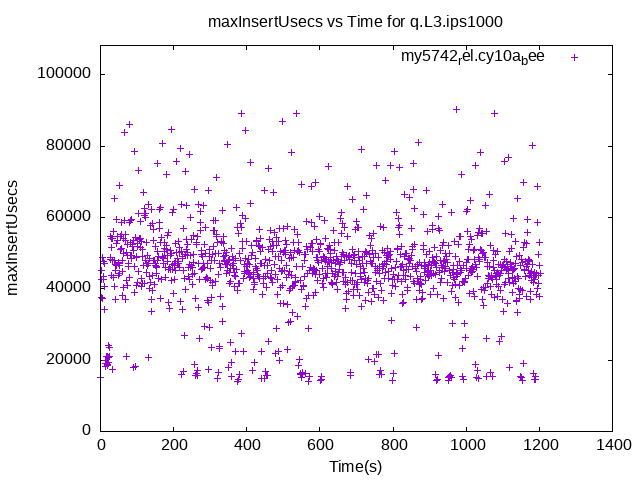 maxInsertUsecs vs Time for q.L3.ips1000
my5742rel.cy10abee
100000
80000
60000
40000
20000
0
maxInsertUsecs
0 200 400 600 800 1000 1200 1400
Time(s)